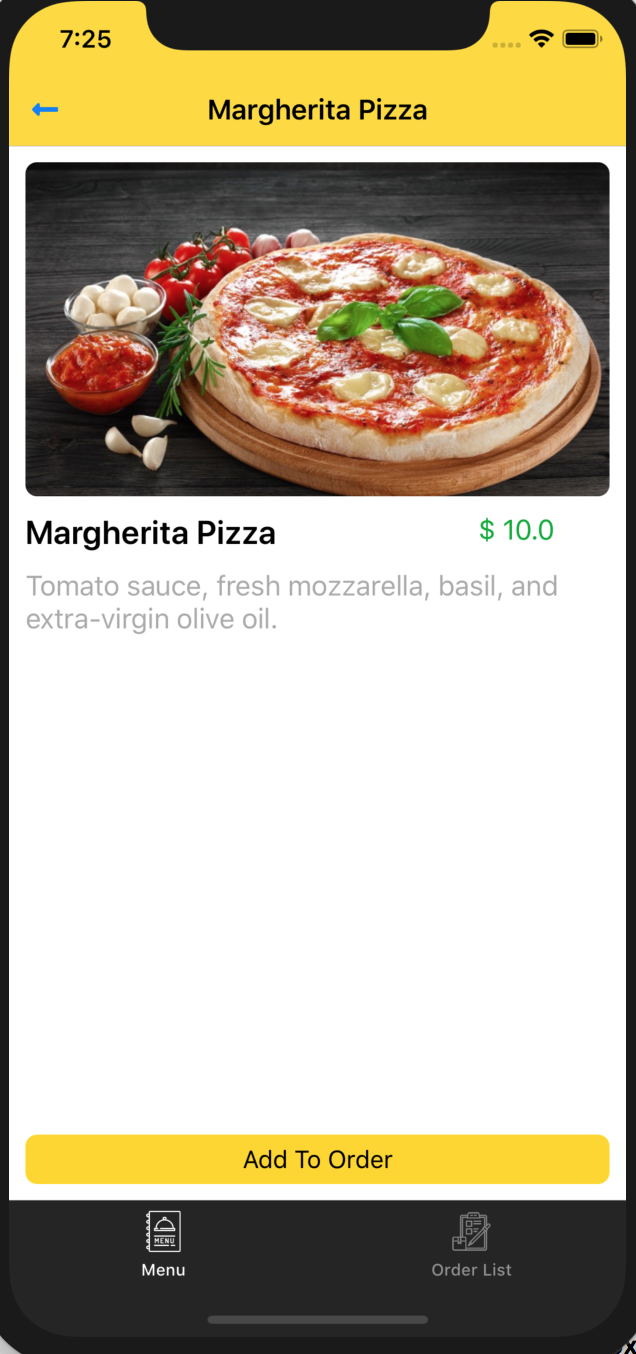 7:25
Margherita Pizza
Margherita Pizza
$ 10.0
Tomato sauce, fresh mozzarella, basil, and
extra-virgin olive oil.
Add To Order
MENU
Menu
Order List